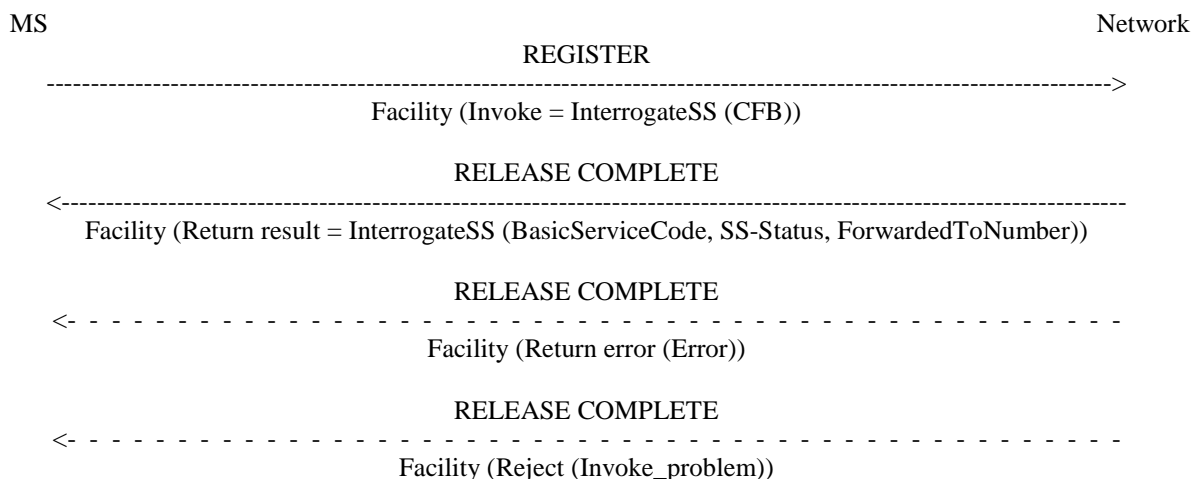 MS Network
REGISTER
Facility (Invoke = InterrogateSS (CFB))
RELEASE COMPLETE
Facility (Return result = InterrogateSS (BasicServiceCode, SS-Status, ForwardedToNumber))
RELEASE COMPLETE
Facility (Return error (Error))
RELEASE COMPLETE
Facility (Reject (Invoke_problem))